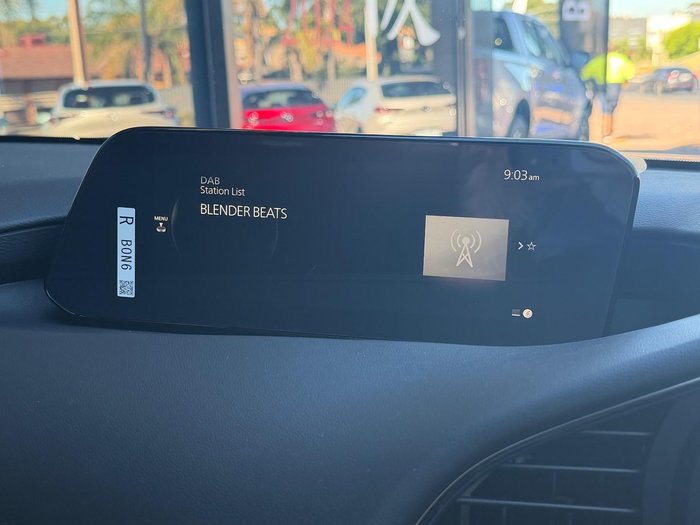 DAB
Station List
BLENDER BEATS
9:03 am
MENU
R BON6